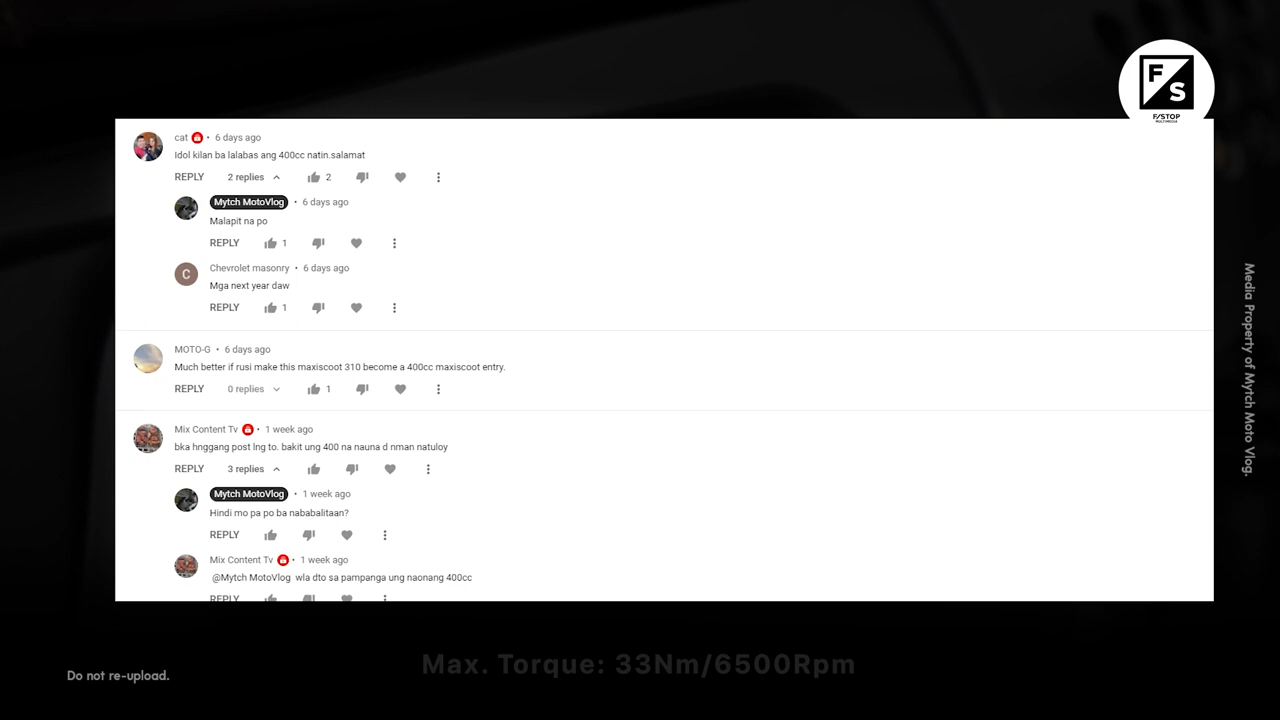 F
S
F/STOP
MULTIMEDIA
cat • 6 days ago
Idol kilan ba lalabas ang 400cc natin.salamat
REPLY 2 replies 2
Mytch MotoVlog • 6 days ago
Malapit na po
REPLY 1
C
Chevrolet masonry • 6 days ago
Mga next year daw
REPLY 1
MOTO-G • 6 days ago
Much better if rusi make this maxiscoot 310 become a 400cc maxiscoot entry.
REPLY 0 replies 1
Mix Content Tv • 1 week ago
bka hnggang post lng to. bakit ung 400 na nauna d nman natuloy
REPLY 3 replies
Mytch MotoVlog • 1 week ago
Hindi mo pa po ba nababalitaan?
REPLY
Mix Content Tv • 1 week ago
@Mytch MotoVlog wla dto sa pampanga ung naonang 400cc
REPLY
Media Property of Mytch Moto Vlog.
Max. Torque: 33Nm/6500Rpm
Do not re-upload.